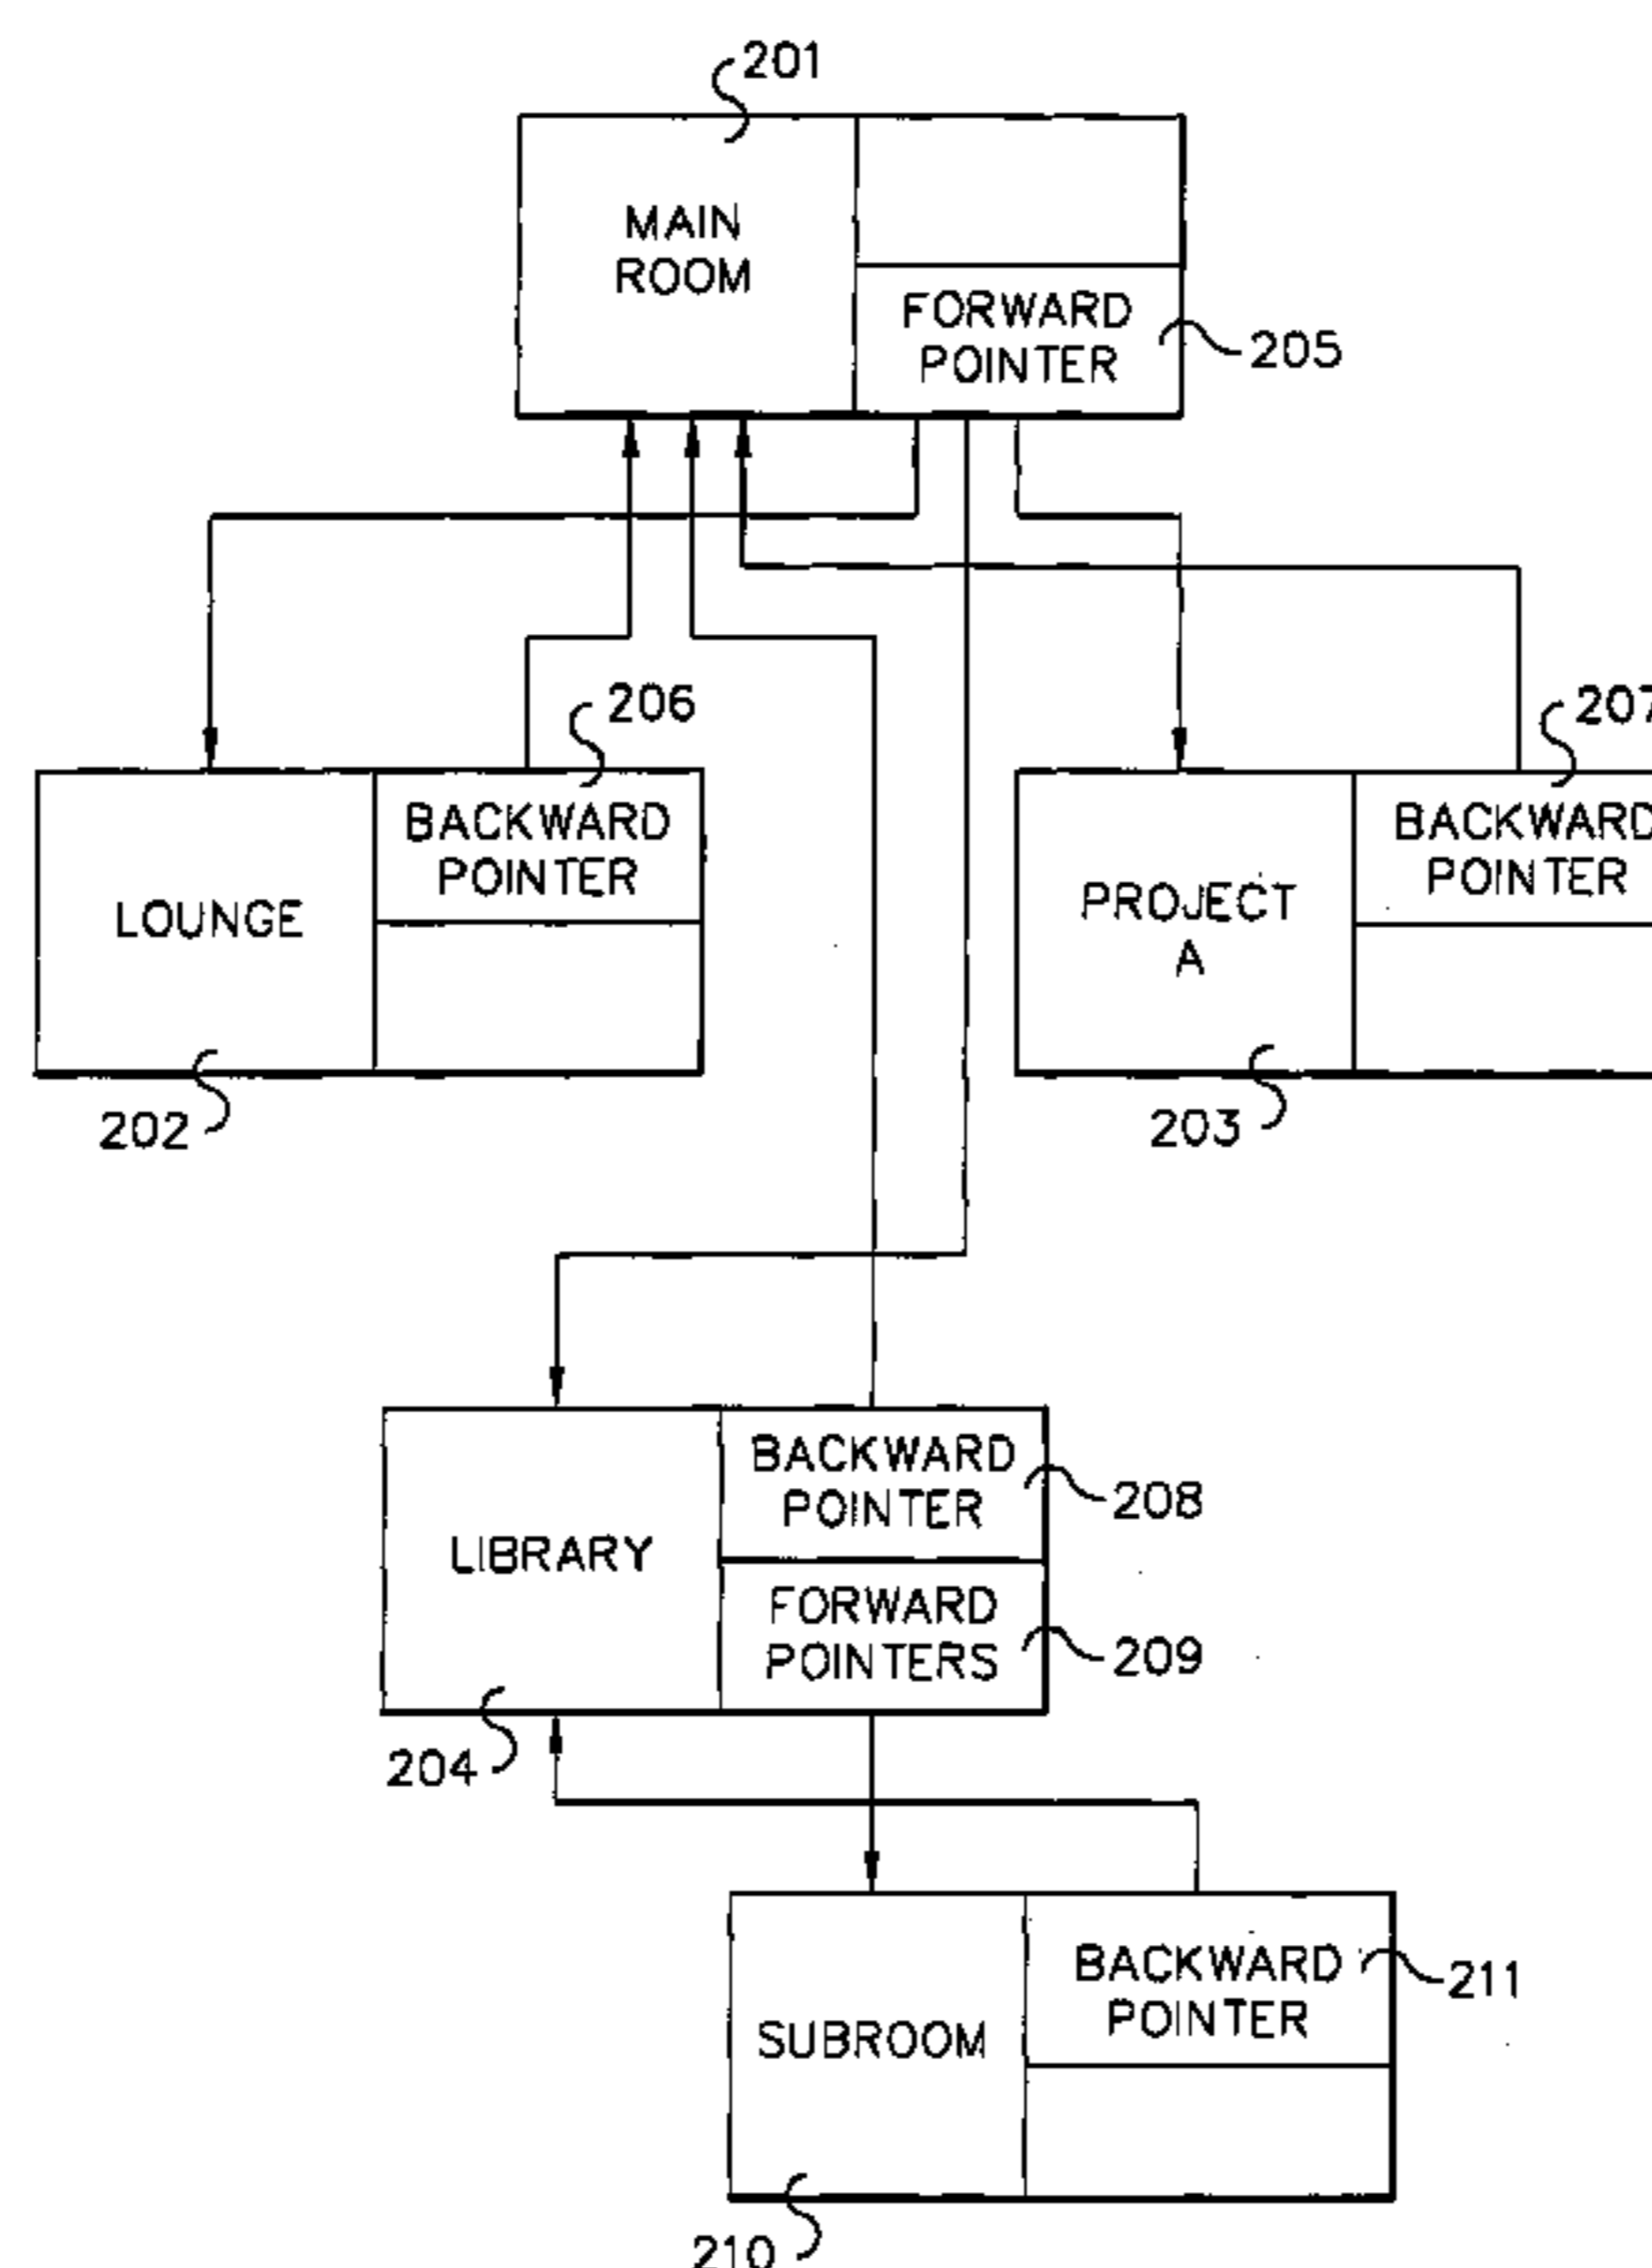 201
MAIN
ROOM
FORWARD
POINTER
205
206
207
LOUNGE
BACKWARD
POINTER
PROJECT
A
BACKWARD
POINTER
202
203
LIBRARY
BACKWARD
POINTER
208
FORWARD
POINTERS
209
204
SUBROOM
BACKWARD
POINTER
211
210